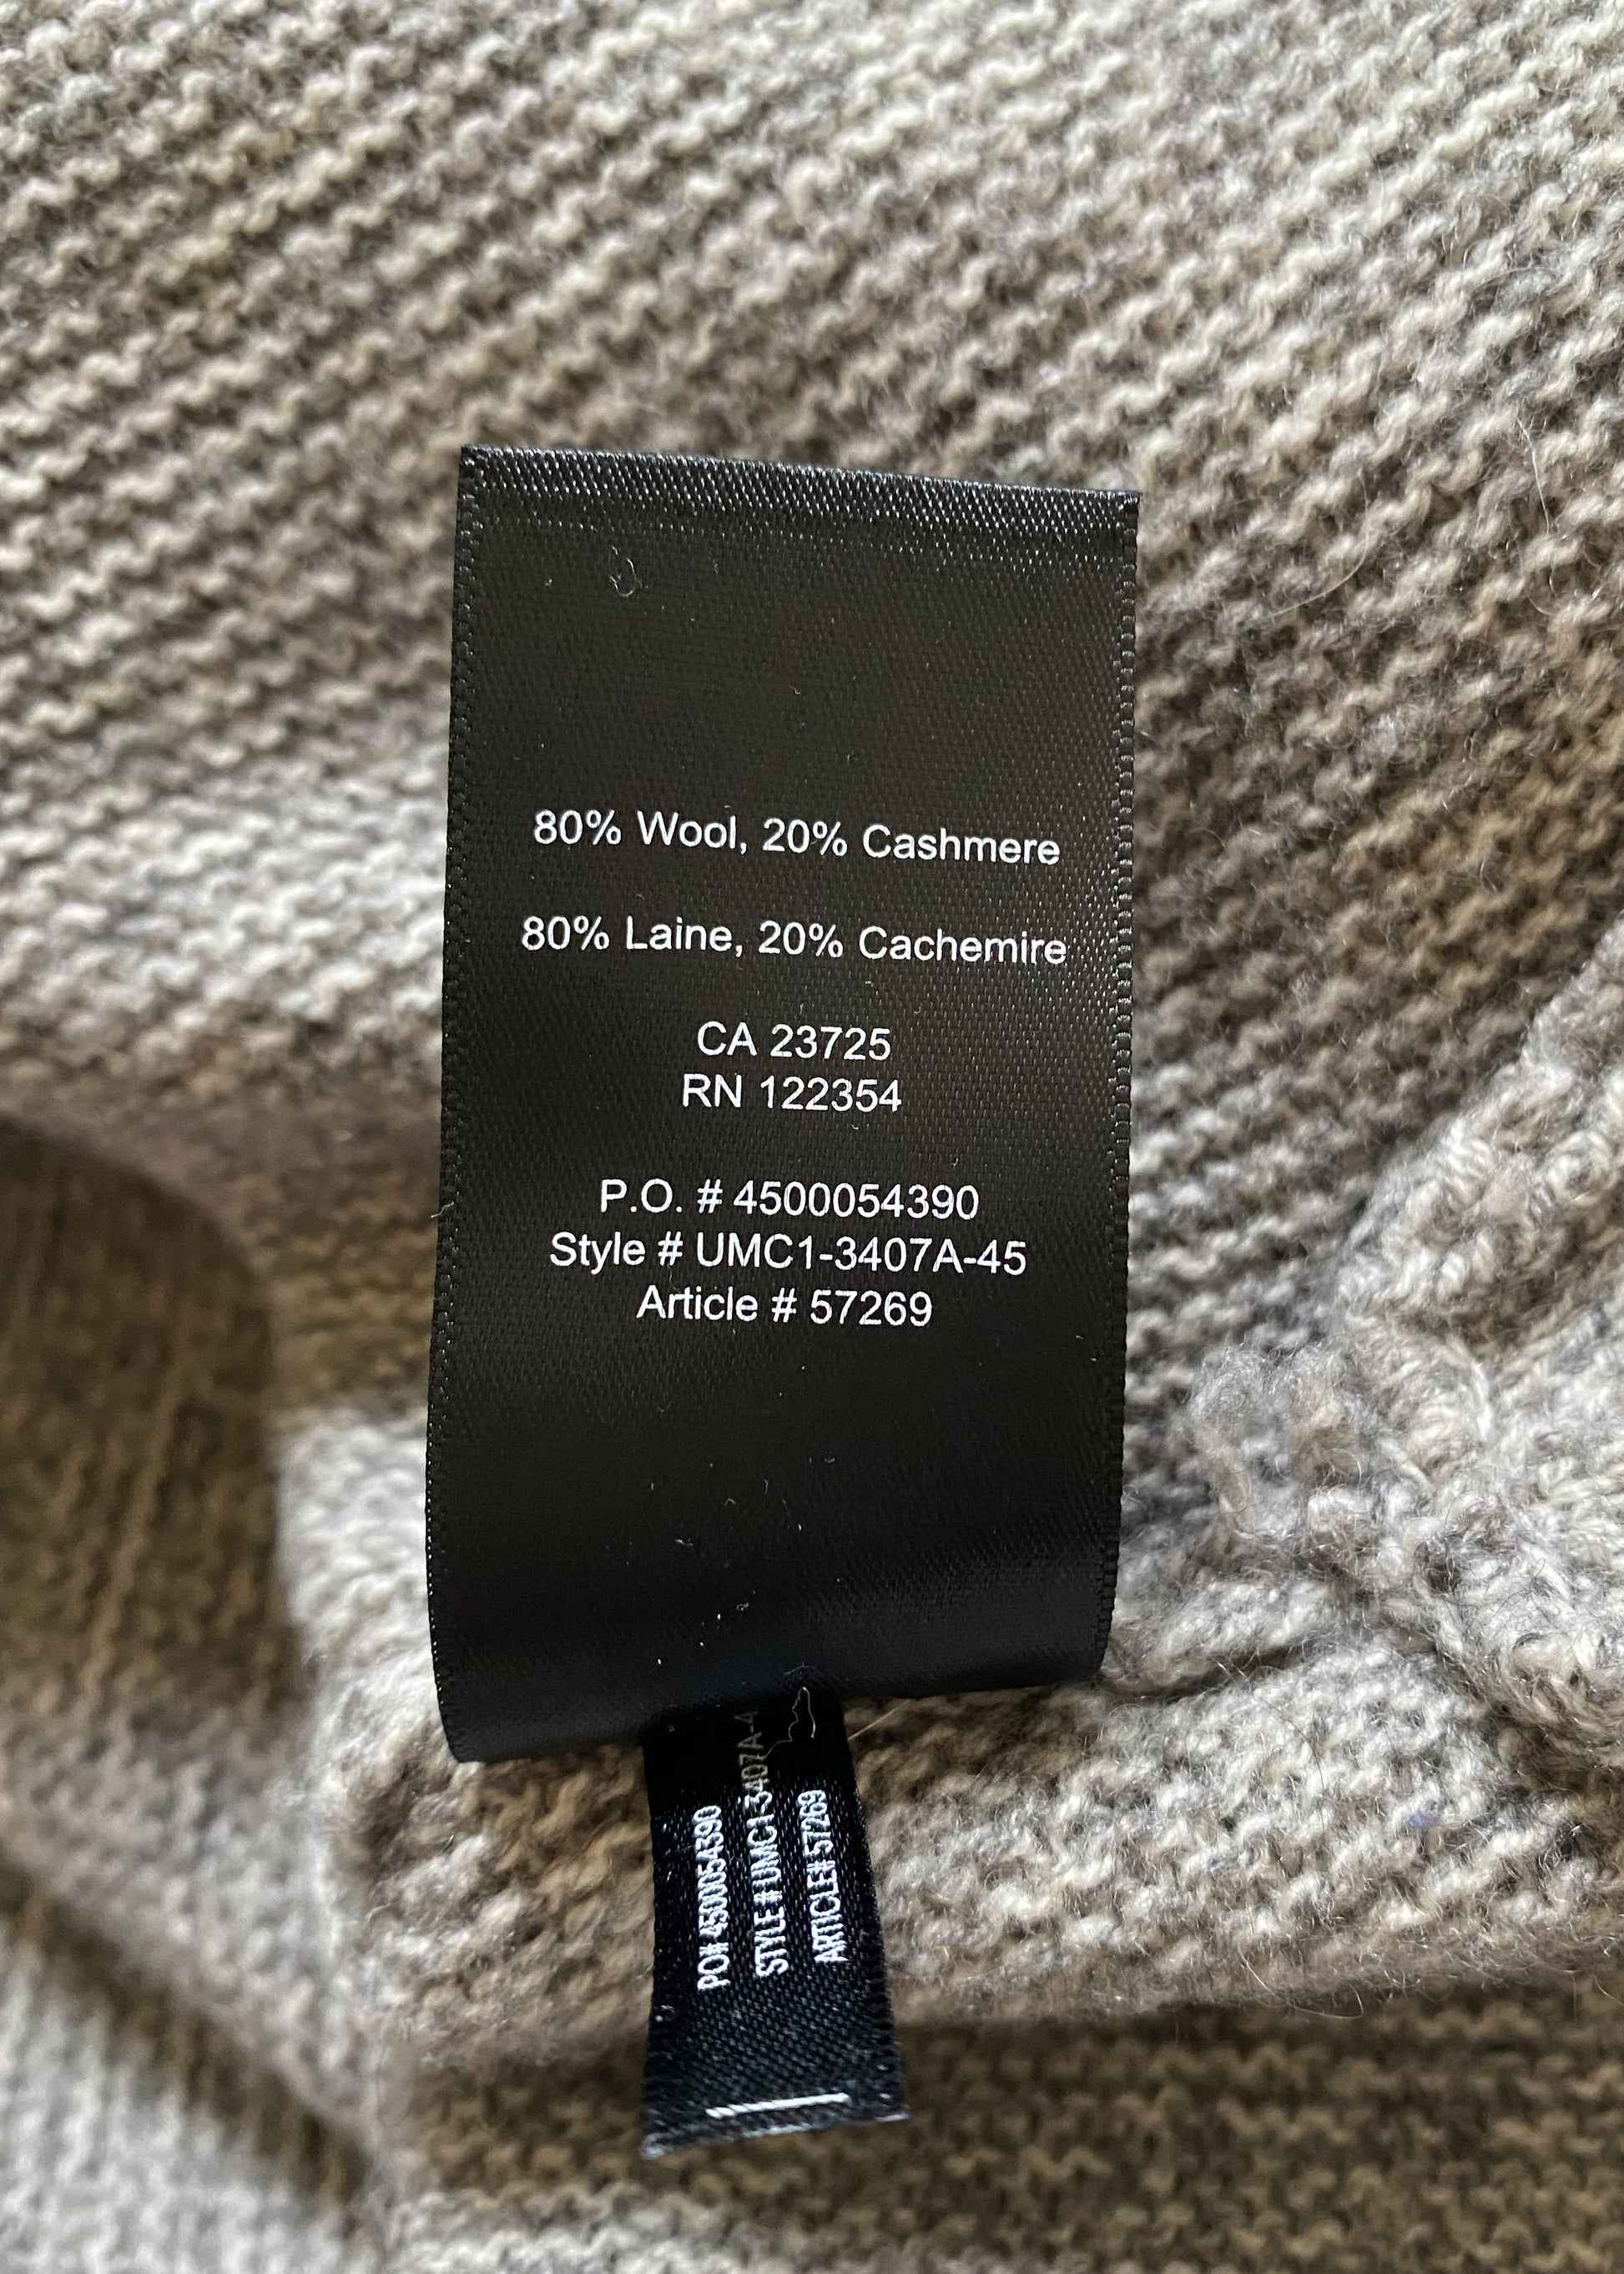 80% Wool, 20% Cashmere
80% Laine, 20% Cachemire
CA 23725
RN 122354
P.O. # 4500054390
Style # UMC1-3407A-45
Article # 57269
PO# 4500054390
STYLE # UMC1-3407A-4
ARTICLE# 57269